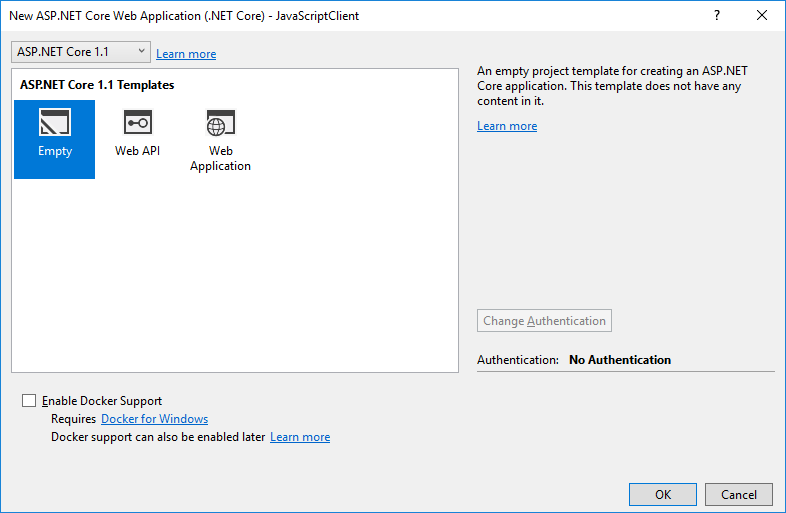 New ASP.NET Core Web Application (.NET Core) - JavaScriptClient
ASP.NET Core 1.1
Learn more
ASP.NET Core 1.1 Templates
Empty
Web API
Web
Application
An empty project template for creating an ASP.NET
Core application. This template does not have any
content in it.
Learn more
Change Authentication
Authentication: No Authentication
Enable Docker Support
Requires Docker for Windows
Docker support can also be enabled later Learn more
OK
Cancel